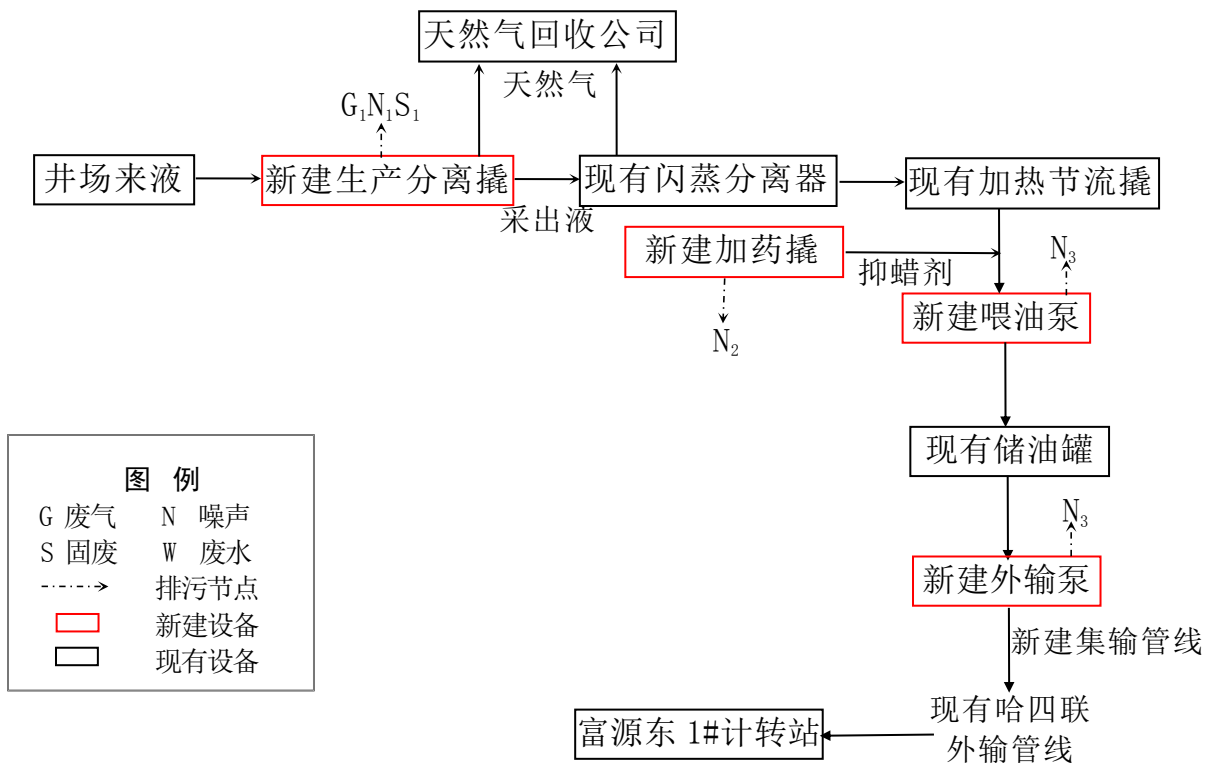 天然气回收公司
天然气
G₁N₁S₁
井场来液
新建生产分离撬
现有闪蒸分离器
现有加热节流撬
采出液
新建加药撬
抑蜡剂
N₃
N₂
新建喂油泵
现有储油罐
图 例
G 废气 N 噪声
S 固废 W 废水
排污节点
新建设备
现有设备
N₃
新建外输泵
新建集输管线
现有哈四联
外输管线
富源东 1#计转站